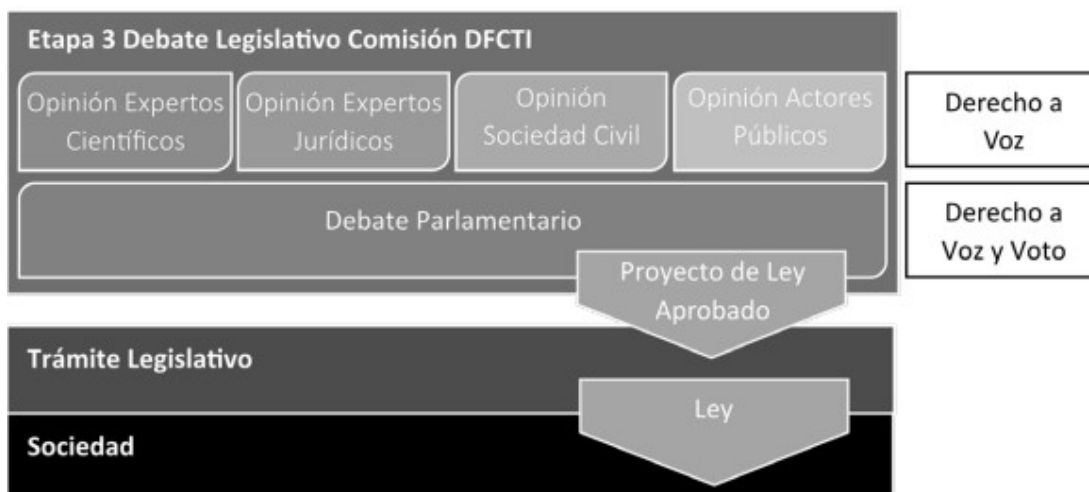 Etapa 3 Debate Legislativo Comisión DFCTI
Opinión Expertos
Científicos
Opinión Expertos
Jurídicos
Opinión
Sociedad Civil
Opinión Actores
Públicos
Derecho a
Voz
Debate Parlamentario
Derecho a
Voz y Voto
Proyecto de Ley
Aprobado
Trámite Legislativo
Ley
Sociedad